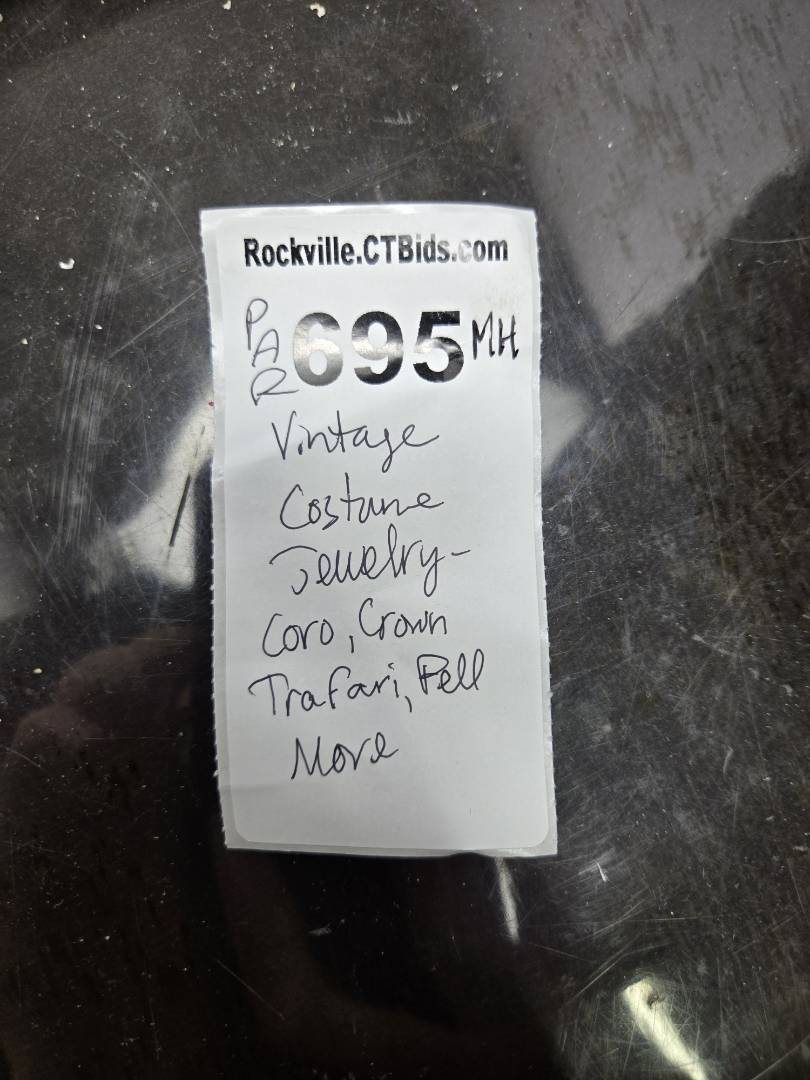 Rockville.CTBids.com
PAR 695 MH
Vintage
Costume
Jewelry-
Coro, Crown
Trafari, Pell
More